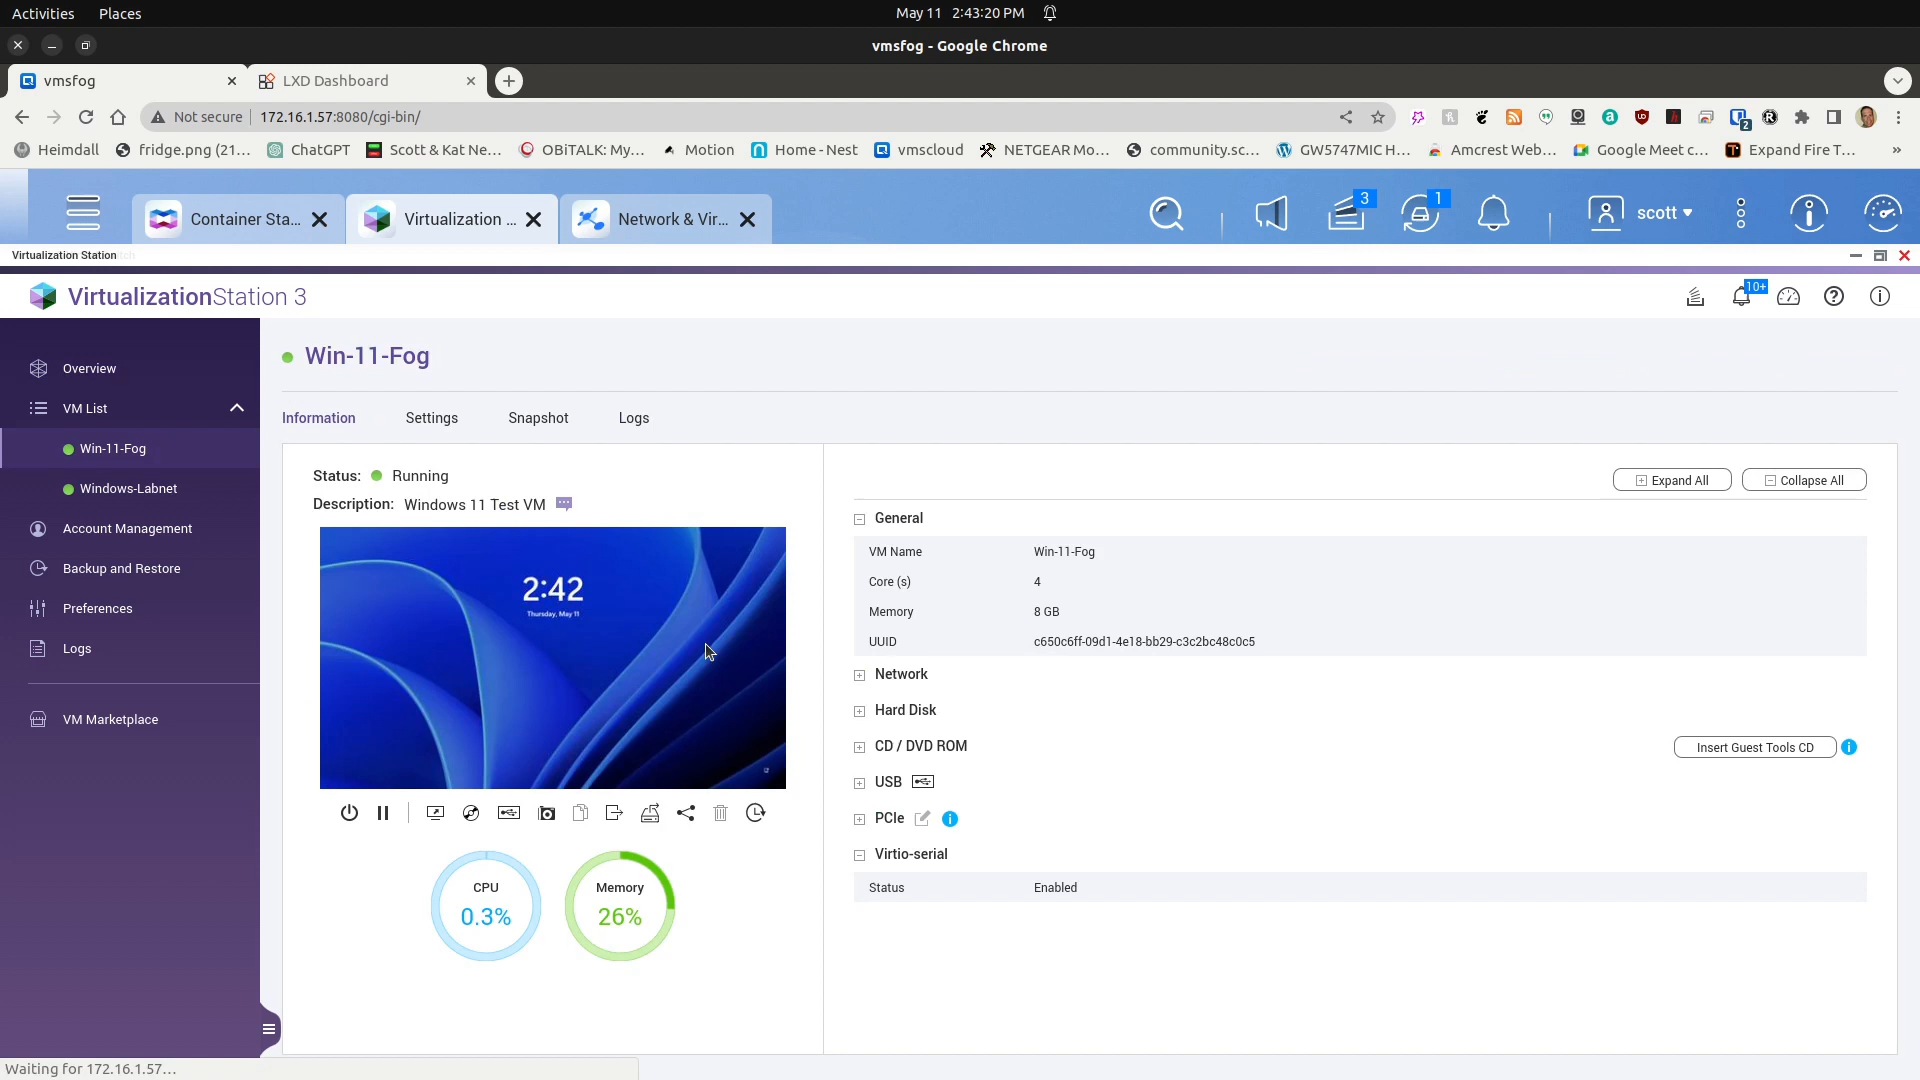 Activities Places May 11 2:43:20 PM
vmsfog - Google Chrome
vmsfog LXD Dashboard
Not secure 172.16.1.57:8080/cgi-bin/
2
Heimdall fridge.png (21... ChatGPT Scott & Kat Ne... OBiTALK: My... Motion Home - Nest vmscloud NETGEAR Mo... community.sc... GW5747MIC H... Amcrest Web... Google Meet c... Expand Fire T... »
Container Sta... Virtualization ... Network & Vir... 3 1 scott
Virtualization Station
VirtualizationStation 3 10+
Overview
VM List
Win-11-Fog
Windows-Labnet
Account Management
Backup and Restore
Preferences
Logs
VM Marketplace
Win-11-Fog
Information Settings Snapshot Logs
Status: Running
Description: Windows 11 Test VM
2:42
Thursday, May 11
CPU
0.3%
Memory
26%
Expand All Collapse All
General
VM Name Win-11-Fog
Core (s) 4
Memory 8 GB
UUID c650c6ff-09d1-4e18-bb29-c3c2bc48c0c5
Network
Hard Disk
CD / DVD ROM Insert Guest Tools CD
USB
PCIe
Virtio-serial
Status Enabled
Waiting for 172.16.1.57...